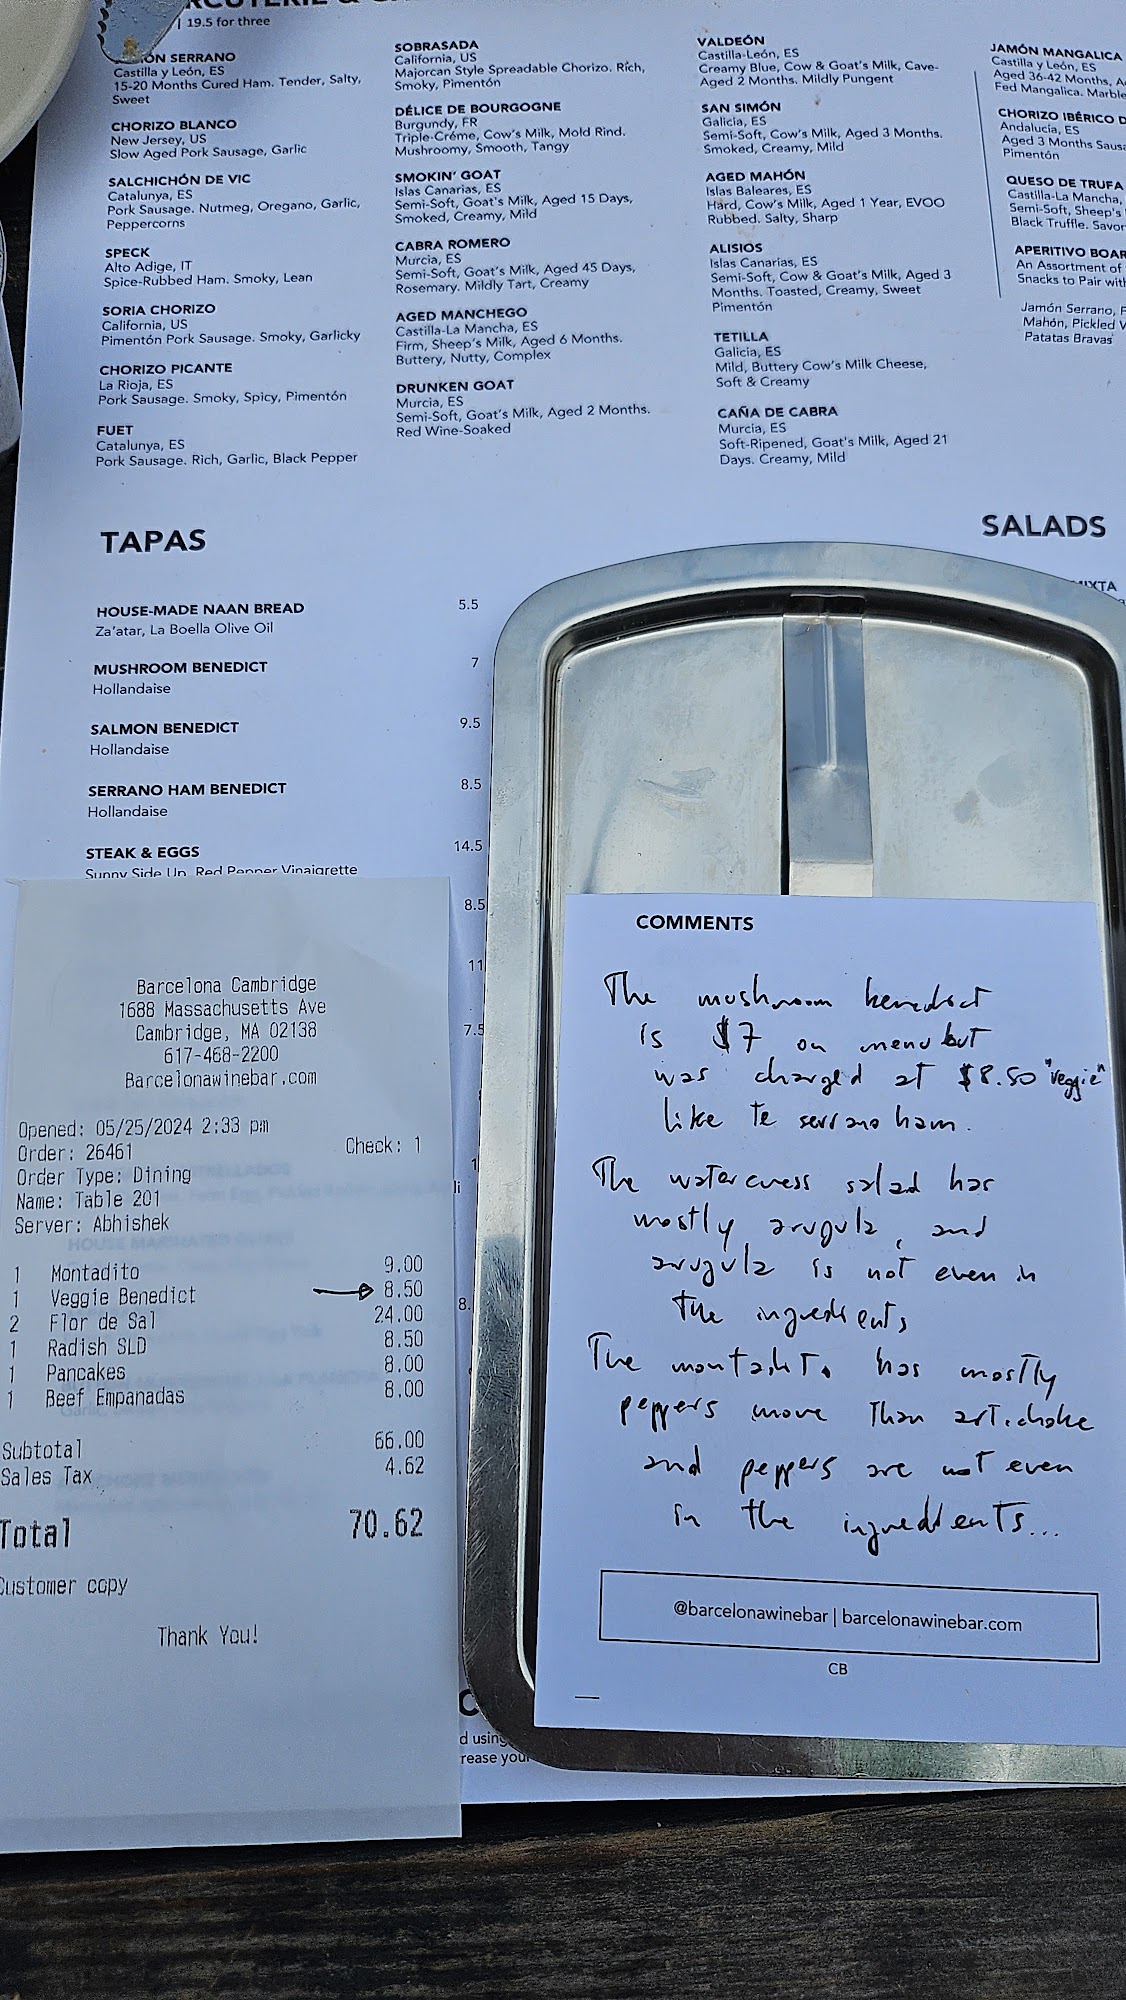 | 19.5 for three
SERRANO
Castilla y León, ES
15-20 Months Cured Ham. Tender, Salty,
Sweet
CHORIZO BLANCO
New Jersey, US
Slow Aged Pork Sausage, Garlic
SALCHICHÓN DE VIC
Catalunya, ES
Pork Sausage. Nutmeg, Oregano, Garlic,
Peppercorns
SPECK
Alto Adige, IT
Spice-Rubbed Ham. Smoky, Lean
SORIA CHORIZO
California, US
Pimentón Pork Sausage. Smoky, Garlicky
CHORIZO PICANTE
La Rioja, ES
Pork Sausage. Smoky, Spicy, Pimentón
FUET
Catalunya, ES
Pork Sausage. Rich, Garlic, Black Pepper
SOBRASADA
California, US
Majorcan Style Spreadable Chorizo. Rich,
Smoky, Pimentón
DÉLICE DE BOURGOGNE
Burgundy, FR
Triple-Créme, Cow's Milk, Mold Rind.
Mushroomy, Smooth, Tangy
SMOKIN' GOAT
Islas Canarias, ES
Semi-Soft, Goat's Milk, Aged 15 Days,
Smoked, Creamy, Mild
CABRA ROMERO
Murcia, ES
Semi-Soft, Goat's Milk, Aged 45 Days,
Rosemary. Mildly Tart, Creamy
AGED MANCHEGO
Castilla-La Mancha, ES
Firm, Sheep's Milk, Aged 6 Months.
Buttery, Nutty, Complex
DRUNKEN GOAT
Murcia, ES
Semi-Soft, Goat's Milk, Aged 2 Months.
Red Wine-Soaked
VALDEÓN
Castilla-León, ES
Creamy Blue, Cow & Goat's Milk, Cave-
Aged 2 Months. Mildly Pungent
SAN SIMÓN
Galicia, ES
Semi-Soft, Cow's Milk, Aged 3 Months.
Smoked, Creamy, Mild
AGED MAHÓN
Islas Baleares, ES
Hard, Cow's Milk, Aged 1 Year, EVOO
Rubbed. Salty, Sharp
ALISIOS
Islas Canarias, ES
Semi-Soft, Cow & Goat's Milk, Aged 3
Months. Toasted, Creamy, Sweet
Pimentón
TETILLA
Galicia, ES
Mild, Buttery Cow's Milk Cheese,
Soft & Creamy
CAÑA DE CABRA
Murcia, ES
Soft-Ripened, Goat's Milk, Aged 21
Days. Creamy, Mild
JAMÓN MANGALICA
Castilla y León, ES
Aged 36-42 Months, A
Fed Mangalica. Marble
CHORIZO IBÉRICO D
Andalucía, ES
Aged 3 Months Saus
Pimentón
QUESO DE TRUFA
Castilla-La Mancha,
Semi-Soft, Sheep's
Black Truffle. Savor
APERITIVO BOAR
An Assortment of
Snacks to Pair with
Jamón Serrano, F
Mahón, Pickled V
Patatas Bravas
TAPAS
HOUSE-MADE NAAN BREAD 5.5
Za'atar, La Boella Olive Oil
MUSHROOM BENEDICT 7
Hollandaise
SALMON BENEDICT 9.5
Hollandaise
SERRANO HAM BENEDICT 8.5
Hollandaise
STEAK & EGGS 14.5
Sunny Side Up, Red Pepper Vinaigrette
8.5
11
7.5
8.
SALADS
MIXTA
Barcelona Cambridge
1688 Massachusetts Ave
Cambridge, MA 02138
617-468-2200
Barcelonawinebar.com
Opened: 05/25/2024 2:33 pm
Order: 26461 Check: 1
Order Type: Dining
Name: Table 201
Server: Abhishek
1 Montadito 9.00
1 Veggie Benedict 8.50
2 Flor de Sal 24.00
1 Radish SLD 8.50
1 Pancakes 8.00
1 Beef Empanadas 8.00
Subtotal 66.00
Sales Tax 4.62
Total 70.62
Customer copy
Thank You!
COMMENTS
The mushroom benedict
is $7 on menu but
was charged at $8.50 "veggie"
like te serrano ham.
The watercress salad has
mostly arugula, and
arugula is not even in
the ingredients
The montadito has mostly
peppers more than artichoke
and peppers are not even
in the ingredients...
@barcelonawinebar | barcelonawinebar.com
CB
d using
rease your